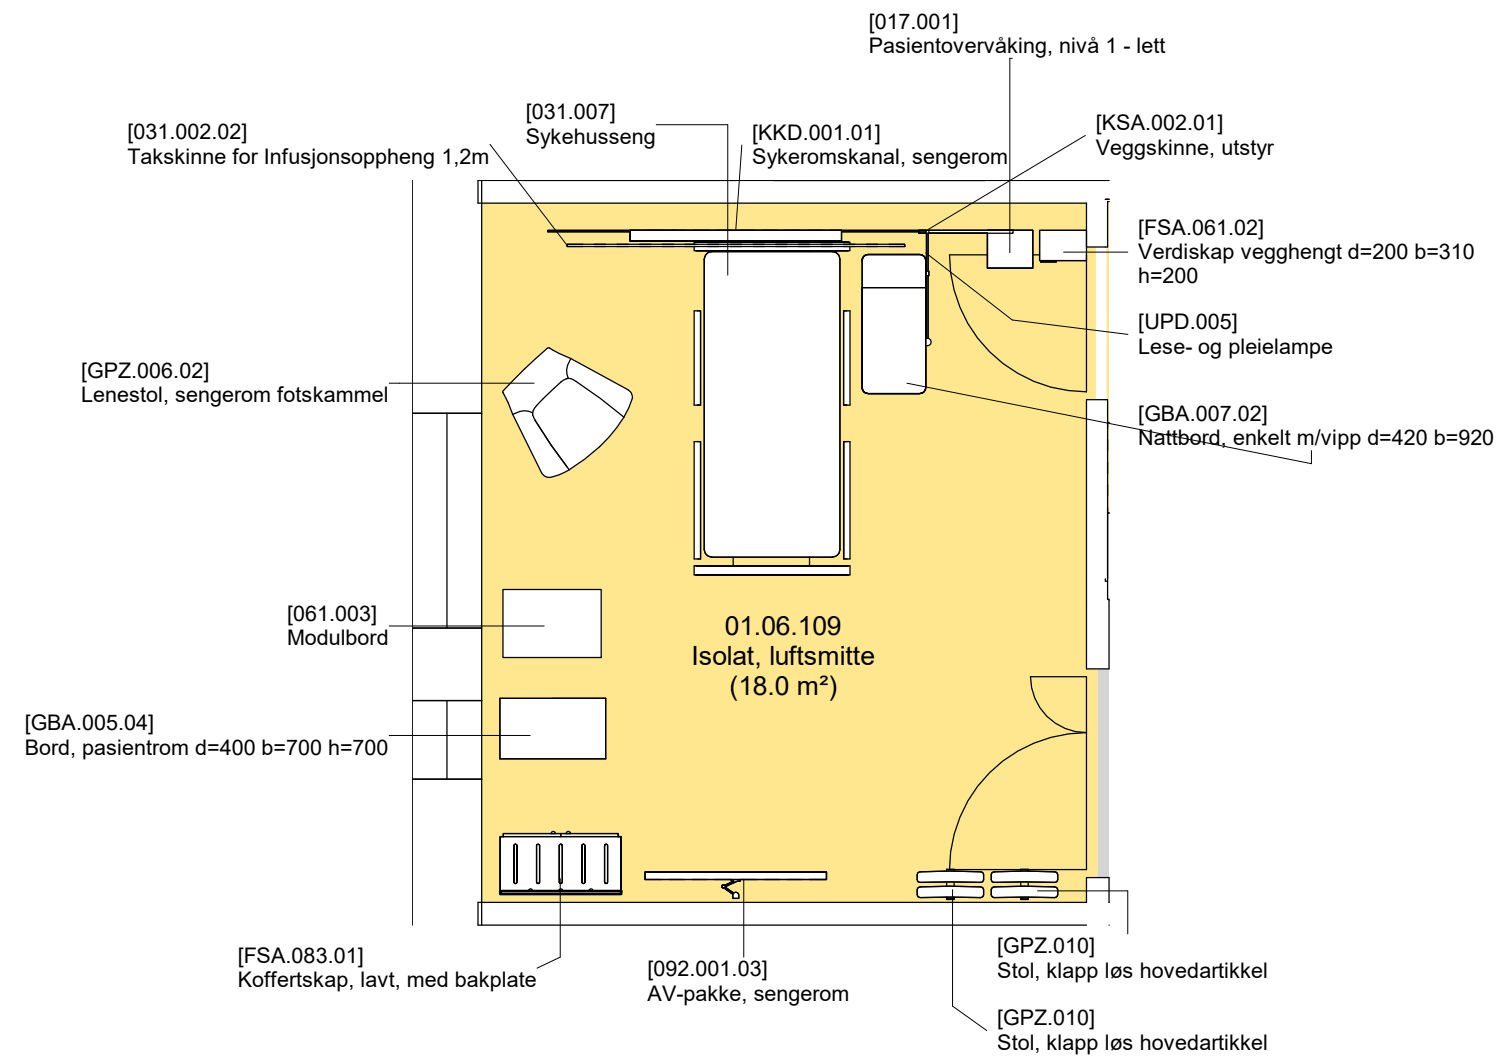 [017.001]
Pasientovervåking, nivå 1 - lett
[031.007]
Sykehusseng
[031.002.02]
Takskinne for Infusjonsoppheng 1,2m
[KKD.001.01]
Sykeromskanal, sengerom
[KSA.002.01]
Veggskinne, utstyr
[FSA.061.02]
Verdiskap vegghengt d=200 b=310
h=200
[UPD.005]
Lese- og pleielampe
[GPZ.006.02]
Lenestol, sengerom fotskammel
[GBA.007.02]
Nattbord, enkelt m/vipp d=420 b=920
[061.003]
Modulbord
01.06.109
Isolat, luftsmitte
(18.0 m²)
[GBA.005.04]
Bord, pasientrom d=400 b=700 h=700
[FSA.083.01]
Koffertskap, lavt, med bakplate
[092.001.03]
AV-pakke, sengerom
[GPZ.010]
Stol, klapp løs hovedartikkel
[GPZ.010]
Stol, klapp løs hovedartikkel